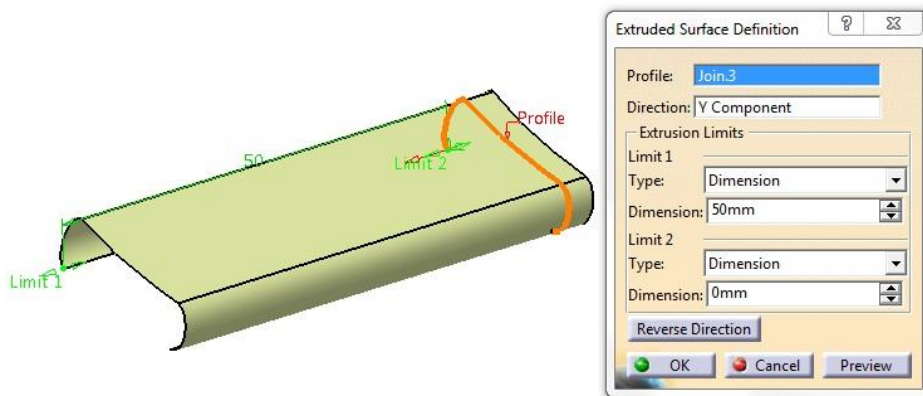 Extruded Surface Definition
Profile: Join.3
Direction: Y Component
Extrusion Limits
Limit 1
Type: Dimension
Dimension: 50mm
Limit 2
Type: Dimension
Dimension: 0mm
Reverse Direction
OK Cancel Preview
Profile
50
Limit 2
Limit 1